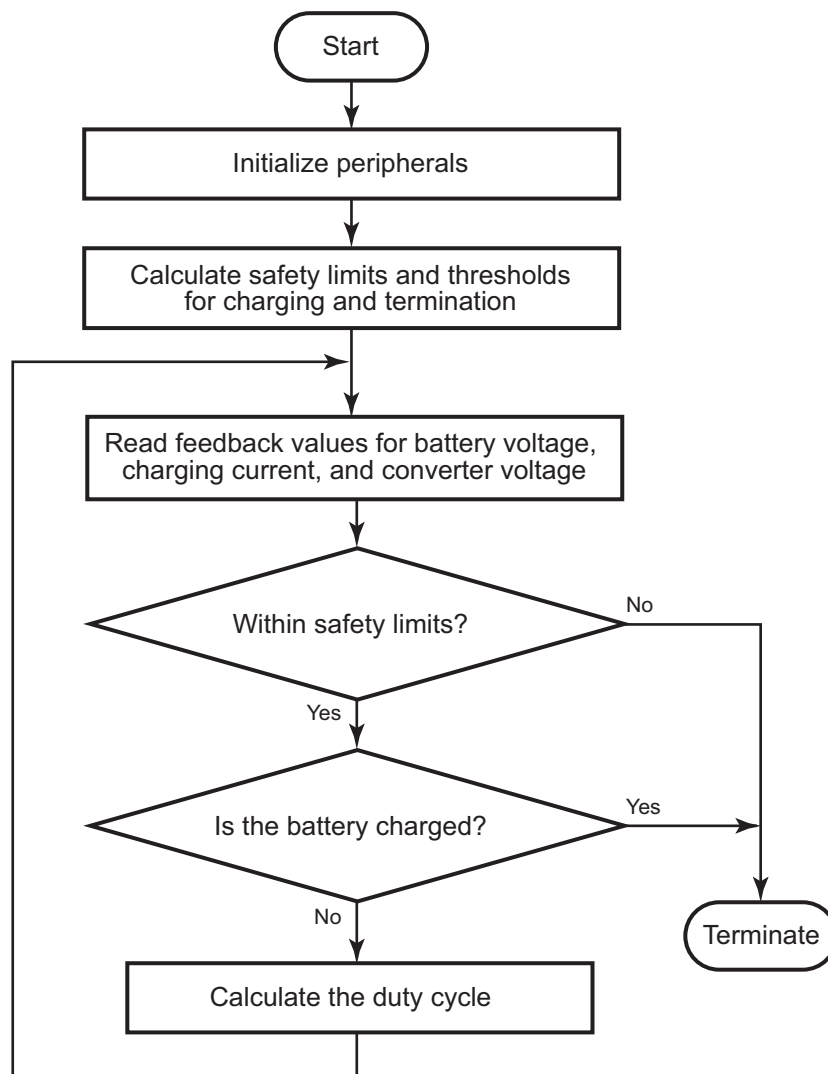 Start
Initialize peripherals
Calculate safety limits and thresholds
for charging and termination
Read feedback values for battery voltage,
charging current, and converter voltage
Within safety limits?
No
Yes
Is the battery charged?
Yes
No
Terminate
Calculate the duty cycle